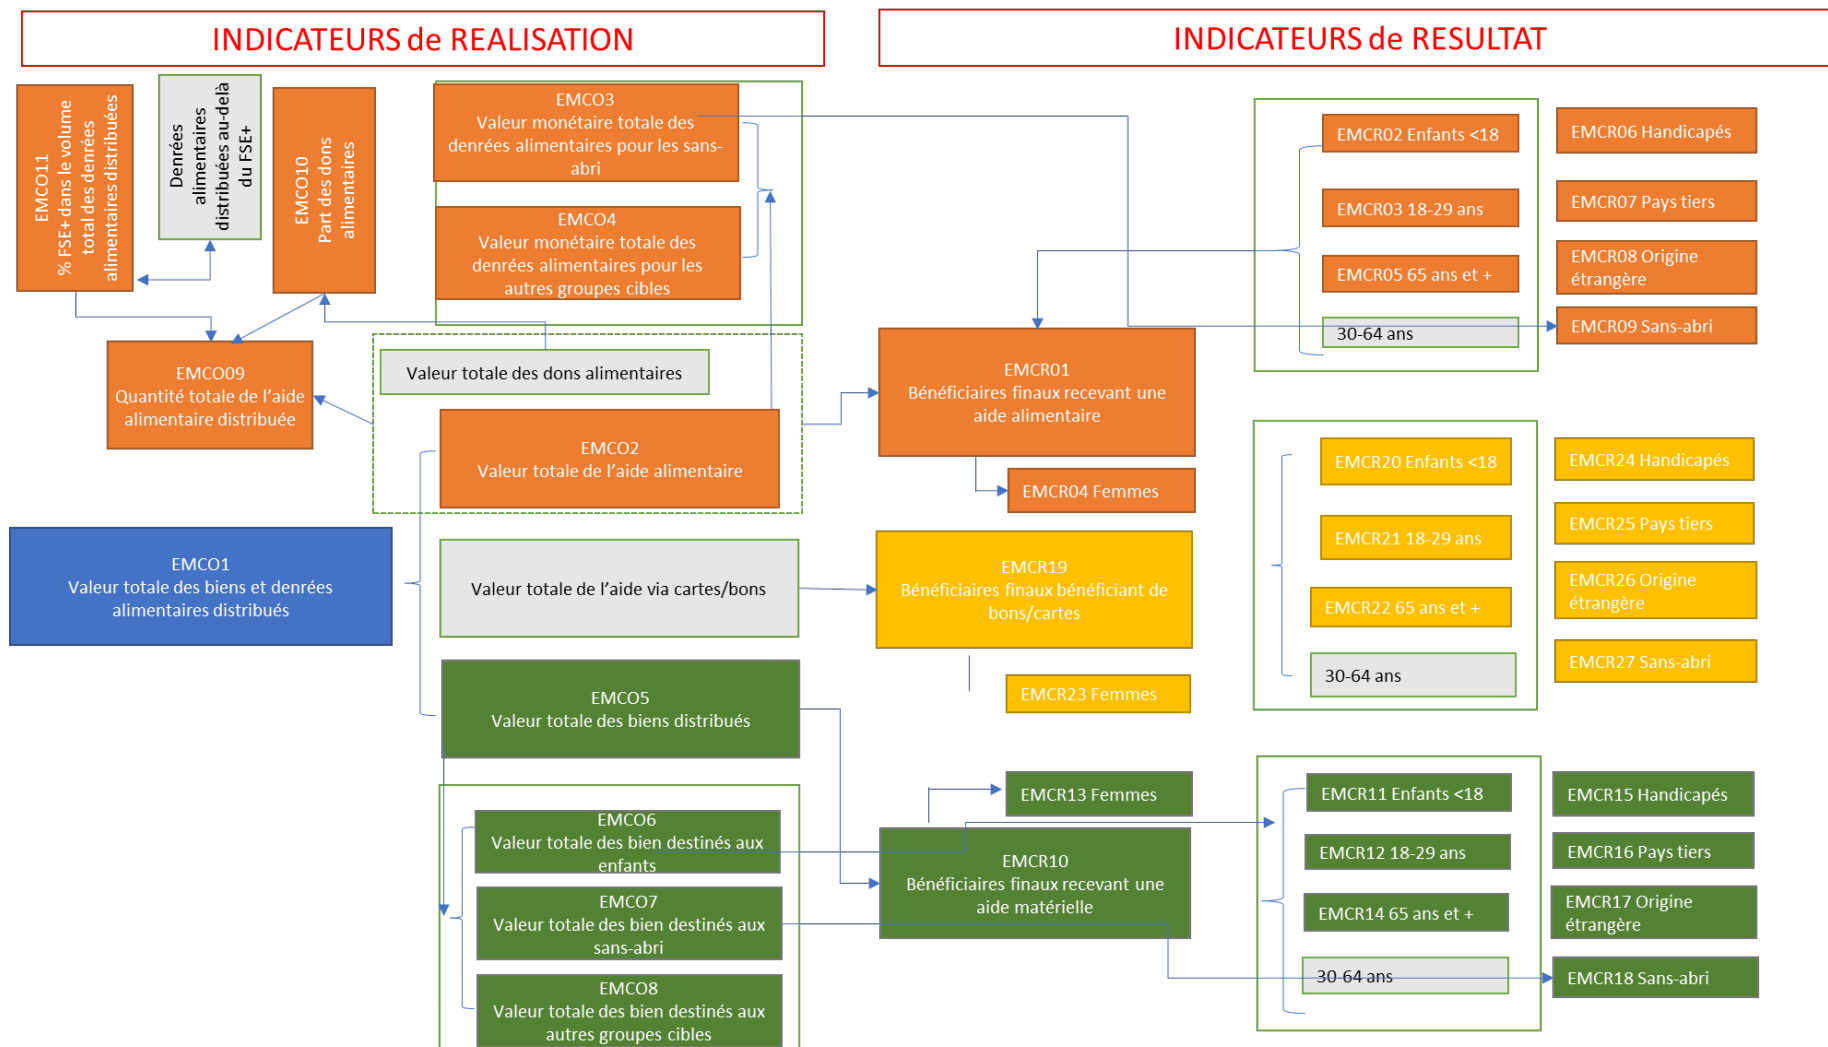 INDICATEURS de REALISATION
INDICATEURS de RESULTAT
EMCO11
% FSE+ dans le volume
total des denrées
alimentaires distribuées
Denrées
alimentaires
distribuées au-delà
du FSE+
EMCO10
Part des dons
alimentaires
EMCO3
Valeur monétaire totale des
denrées alimentaires pour les sans-
abri
EMCO4
Valeur monétaire totale des
denrées alimentaires pour les
autres groupes cibles
EMCO09
Quantité totale de l'aide
alimentaire distribuée
Valeur totale des dons alimentaires
EMCO2
Valeur totale de l'aide alimentaire
EMCO1
Valeur totale des biens et denrées
alimentaires distribués
Valeur totale de l'aide via cartes/bons
EMCO5
Valeur totale des biens distribués
EMCO6
Valeur totale des bien destinés aux
enfants
EMCO7
Valeur totale des bien destinés aux
sans-abri
EMCO8
Valeur totale des bien destinés aux
autres groupes cibles
EMCR01
Bénéficiaires finaux recevant une
aide alimentaire
EMCR04 Femmes
EMCR19
Bénéficiaires finaux bénéficiant de
bons/cartes
EMCR23 Femmes
EMCR13 Femmes
EMCR10
Bénéficiaires finaux recevant une
aide matérielle
EMCR02 Enfants <18
EMCR03 18-29 ans
EMCR05 65 ans et +
30-64 ans
EMCR06 Handicapés
EMCR07 Pays tiers
EMCR08 Origine
étrangère
EMCR09 Sans-abri
EMCR20 Enfants <18
EMCR21 18-29 ans
EMCR22 65 ans et +
30-64 ans
EMCR24 Handicapés
EMCR25 Pays tiers
EMCR26 Origine
étrangère
EMCR27 Sans-abri
EMCR11 Enfants <18
EMCR12 18-29 ans
EMCR14 65 ans et +
30-64 ans
EMCR15 Handicapés
EMCR16 Pays tiers
EMCR17 Origine
étrangère
EMCR18 Sans-abri